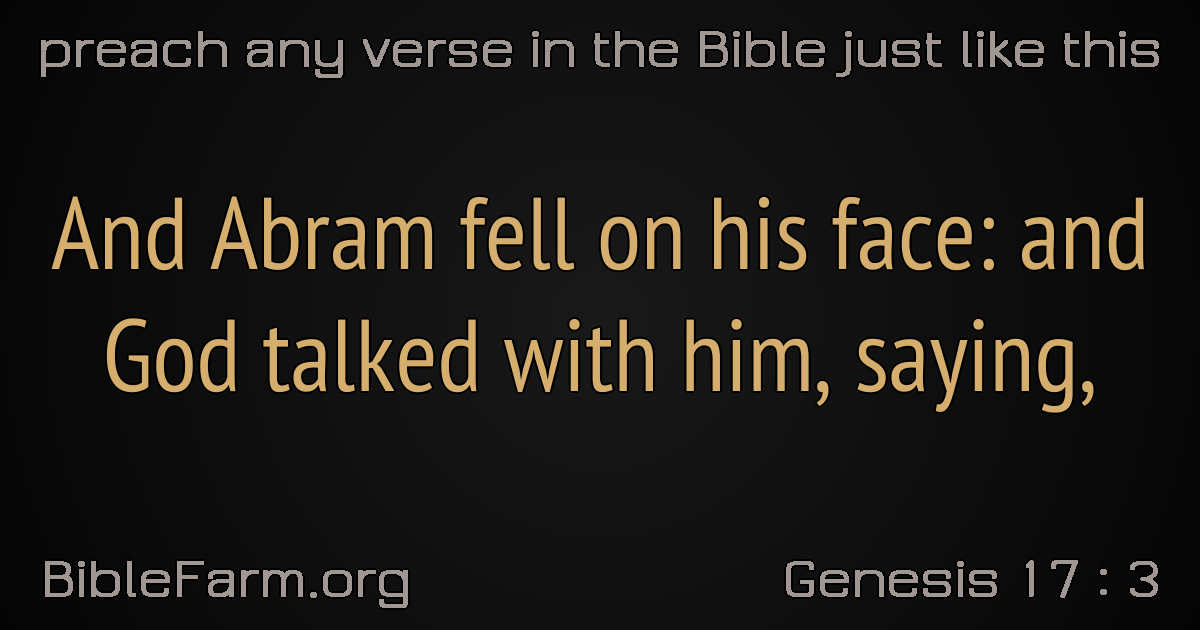 preach any verse in the Bible just like this
And Abram fell on his face: and
God talked with him, saying,
BibleFarm.org
Genesis 17 : 3